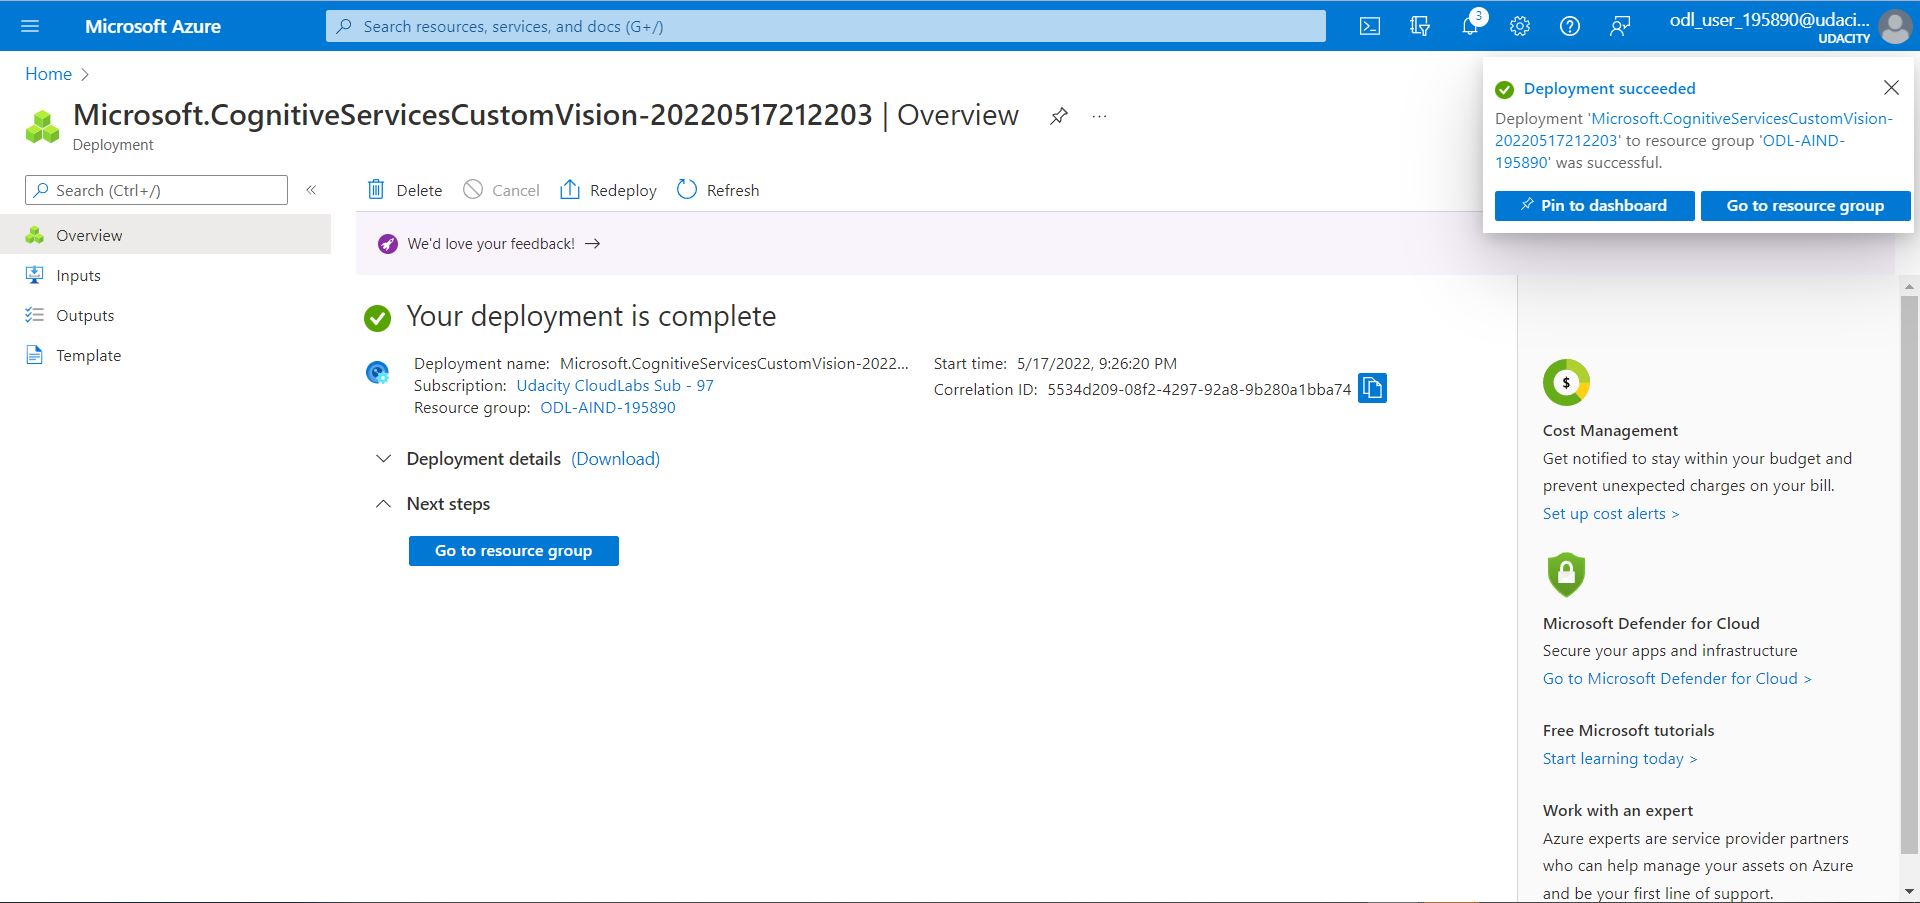 Microsoft Azure
Search resources, services, and docs (G+/)
3
odl_user_195890@udaci...
UDACITY
Home
Microsoft.CognitiveServicesCustomVision-20220517212203 | Overview
...
Deployment
Search (Ctrl+/)
«
Overview
Inputs
Outputs
Template
Delete
Cancel
Redeploy
Refresh
We'd love your feedback! →
Your deployment is complete
Deployment name: Microsoft.CognitiveServicesCustomVision-2022...
Subscription: Udacity CloudLabs Sub - 97
Resource group: ODL-AIND-195890
Start time: 5/17/2022, 9:26:20 PM
Correlation ID: 5534d209-08f2-4297-92a8-9b280a1bba74
Deployment details (Download)
Next steps
Go to resource group
Deployment succeeded
Deployment 'Microsoft.CognitiveServicesCustomVision-
20220517212203' to resource group 'ODL-AIND-
195890' was successful.
Pin to dashboard
Go to resource group
$
Cost Management
Get notified to stay within your budget and
prevent unexpected charges on your bill.
Set up cost alerts >
Microsoft Defender for Cloud
Secure your apps and infrastructure
Go to Microsoft Defender for Cloud >
Free Microsoft tutorials
Start learning today >
Work with an expert
Azure experts are service provider partners
who can help manage your assets on Azure
and be your first line of support.